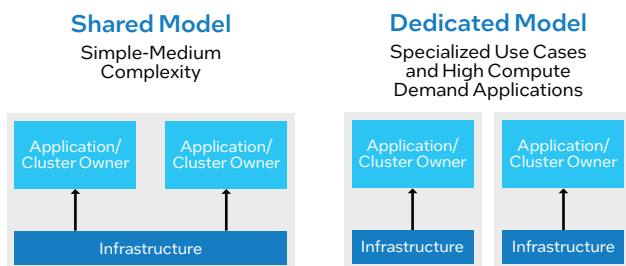 Shared Model
Simple-Medium
Complexity
Application/
Cluster Owner
Application/
Cluster Owner
Infrastructure
Dedicated Model
Specialized Use Cases
and High Compute
Demand Applications
Application/
Cluster Owner
Application/
Cluster Owner
Infrastructure
Infrastructure